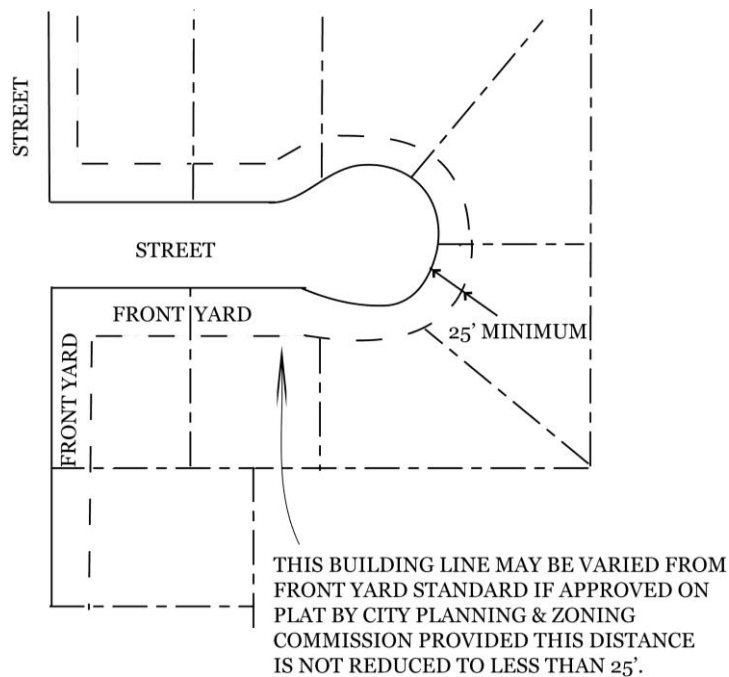 STREET
STREET
FRONT YARD
25' MINIMUM
FRONT YARD
THIS BUILDING LINE MAY BE VARIED FROM
FRONT YARD STANDARD IF APPROVED ON
PLAT BY CITY PLANNING & ZONING
COMMISSION PROVIDED THIS DISTANCE
IS NOT REDUCED TO LESS THAN 25'.